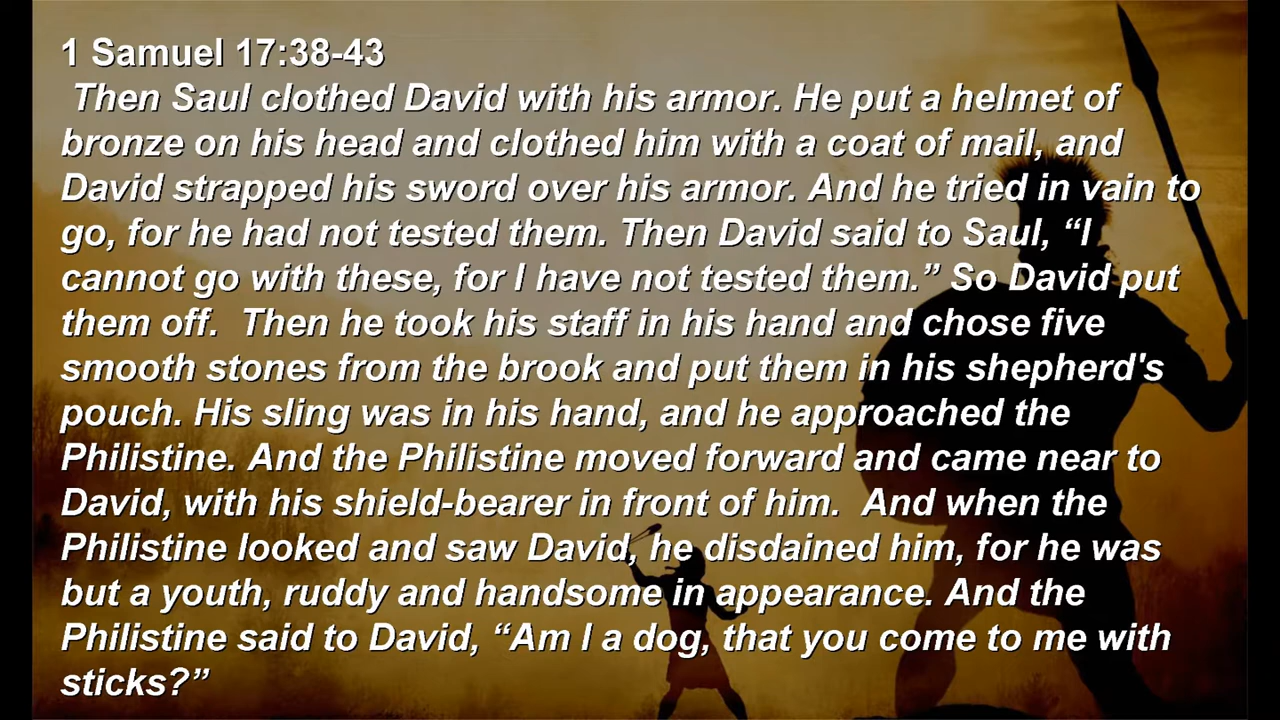 1 Samuel 17:38-43
Then Saul clothed David with his armor. He put a helmet of
bronze on his head and clothed him with a coat of mail, and
David strapped his sword over his armor. And he tried in vain to
go, for he had not tested them. Then David said to Saul, “I
cannot go with these, for I have not tested them.” So David put
them off.  Then he took his staff in his hand and chose five
smooth stones from the brook and put them in his shepherd's
pouch. His sling was in his hand, and he approached the
Philistine. And the Philistine moved forward and came near to
David, with his shield-bearer in front of him.  And when the
Philistine looked and saw David, he disdained him, for he was
but a youth, ruddy and handsome in appearance. And the
Philistine said to David, “Am I a dog, that you come to me with
sticks?”